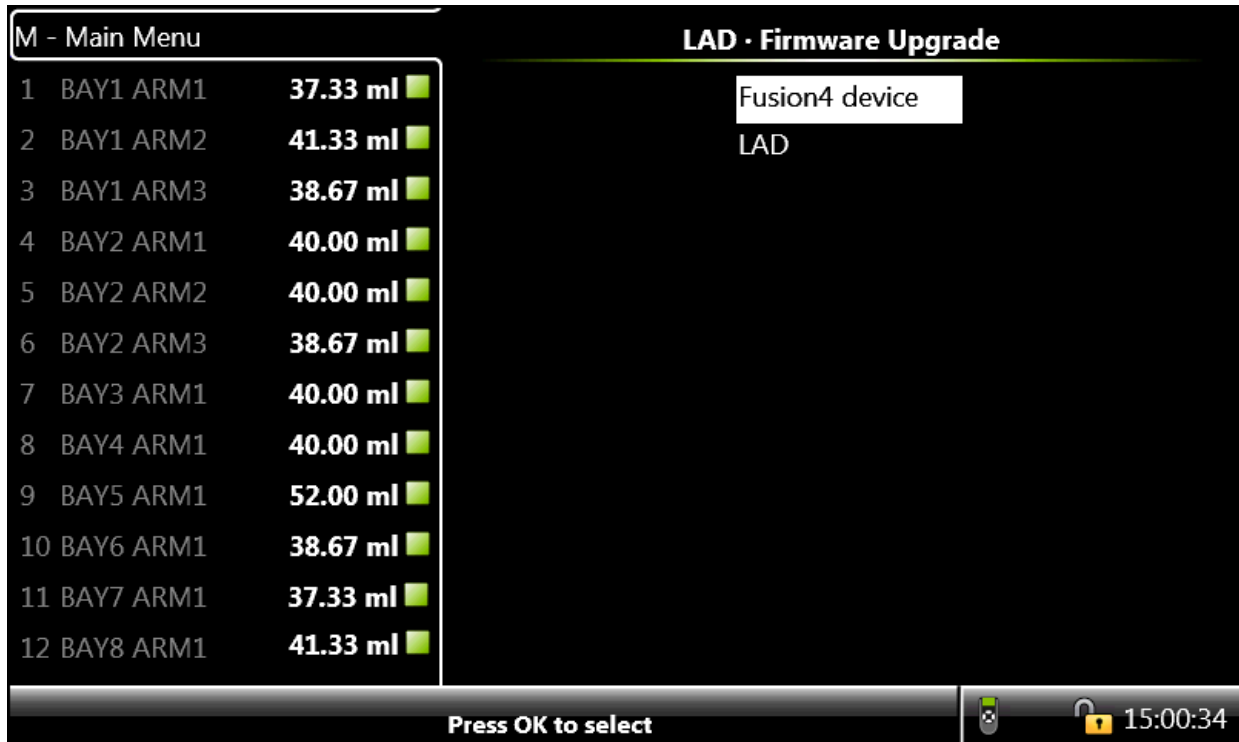 M - Main Menu
LAD · Firmware Upgrade
1 BAY1 ARM1 37.33 ml
2 BAY1 ARM2 41.33 ml
3 BAY1 ARM3 38.67 ml
4 BAY2 ARM1 40.00 ml
5 BAY2 ARM2 40.00 ml
6 BAY2 ARM3 38.67 ml
7 BAY3 ARM1 40.00 ml
8 BAY4 ARM1 40.00 ml
9 BAY5 ARM1 52.00 ml
10 BAY6 ARM1 38.67 ml
11 BAY7 ARM1 37.33 ml
12 BAY8 ARM1 41.33 ml
Fusion4 device
LAD
Press OK to select
15:00:34